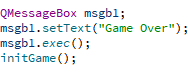 QMessageBox msgbl;
msgbl.setText("Game Over");
msgbl.exec();
initGame();